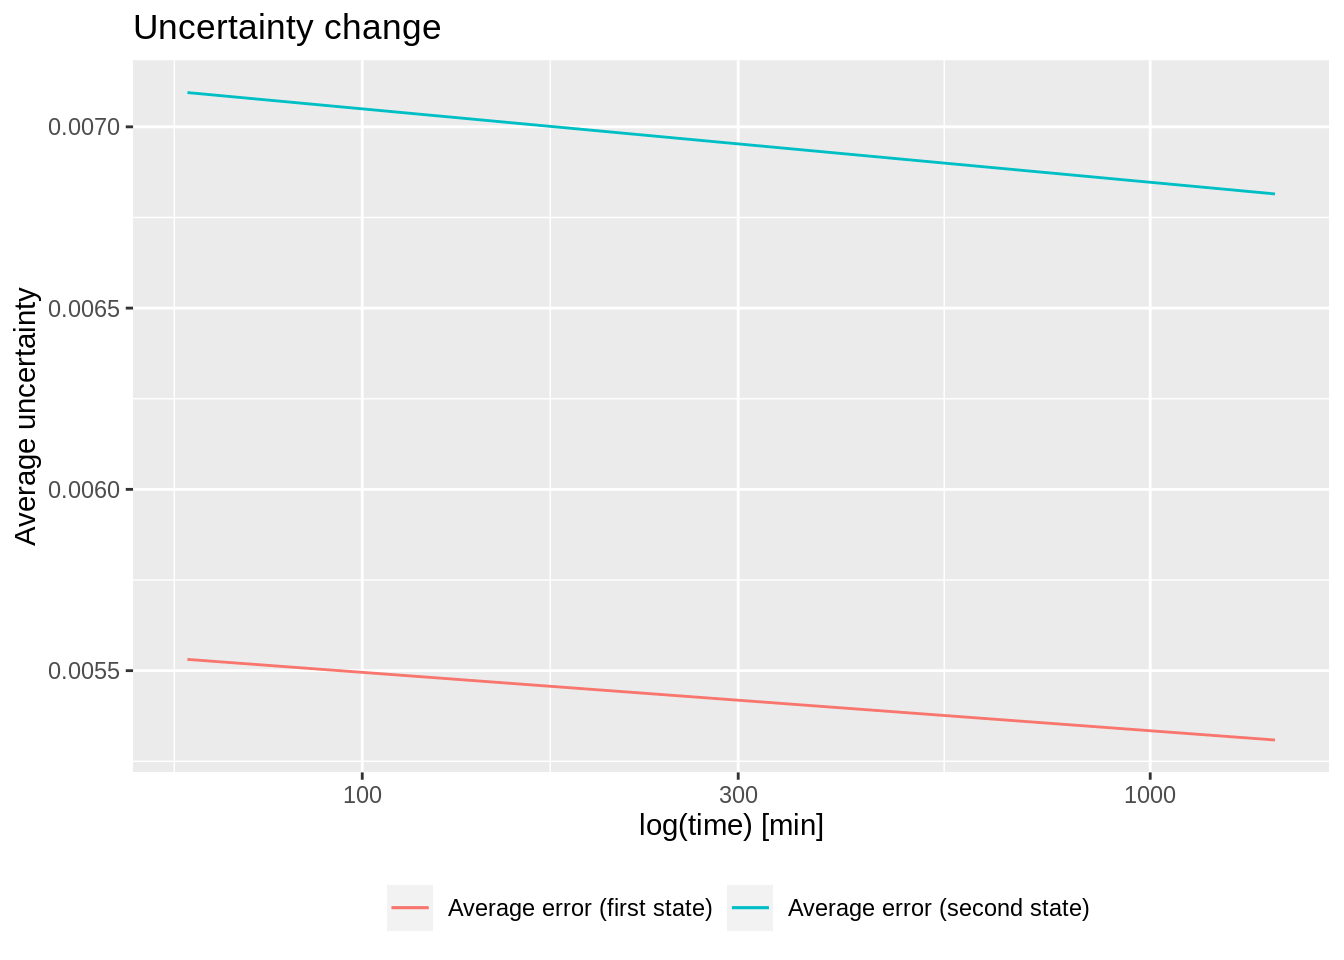 Uncertainty change
0.0070
0.0065
0.0060
0.0055
Average uncertainty
100 300 1000
log(time) [min]
Average error (first state) Average error (second state)